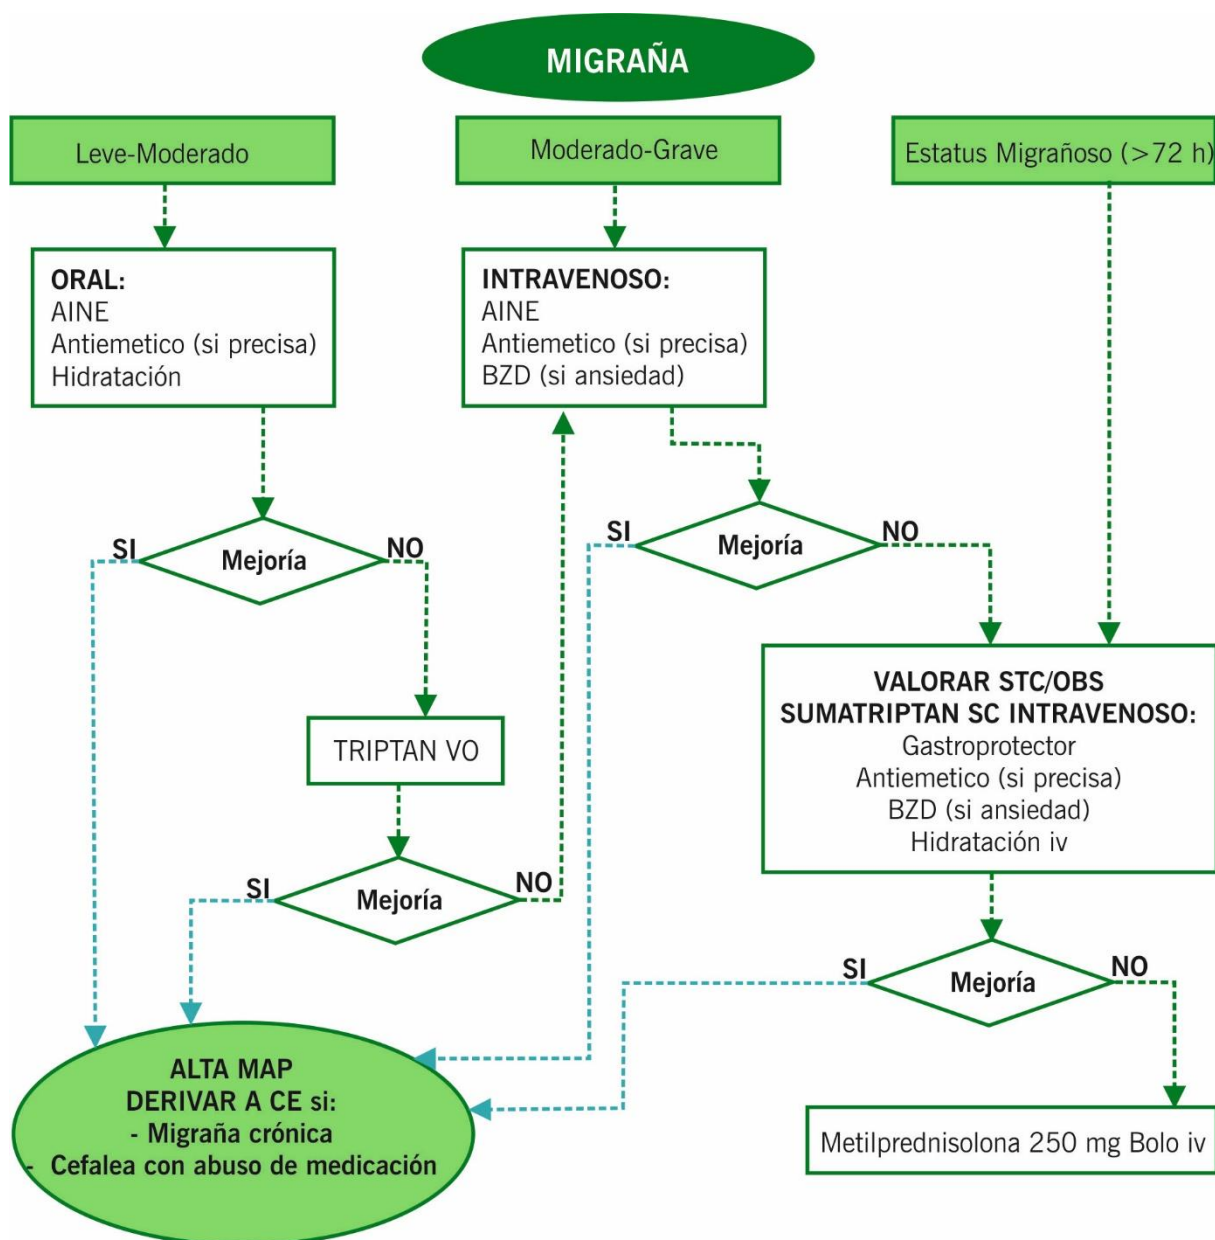 MIGRAÑA
Leve-Moderado
Moderado-Grave
Estatus Migrañoso (>72 h)
ORAL:
AINE
Antiemetico (si precisa)
Hidratación
INTRAVENOSO:
AINE
Antiemetico (si precisa)
BZD (si ansiedad)
SI
Mejoría
NO
SI
Mejoría
NO
TRIPTAN VO
SI
Mejoría
NO
VALORAR STC/OBS
SUMATRIPTAN SC INTRAVENOSO:
Gastroprotector
Antiemetico (si precisa)
BZD (si ansiedad)
Hidratación iv
SI
Mejoría
NO
ALTA MAP
DERIVAR A CE si:
- Migraña crónica
- Cefalea con abuso de medicación
Metilprednisolona 250 mg Bolo iv